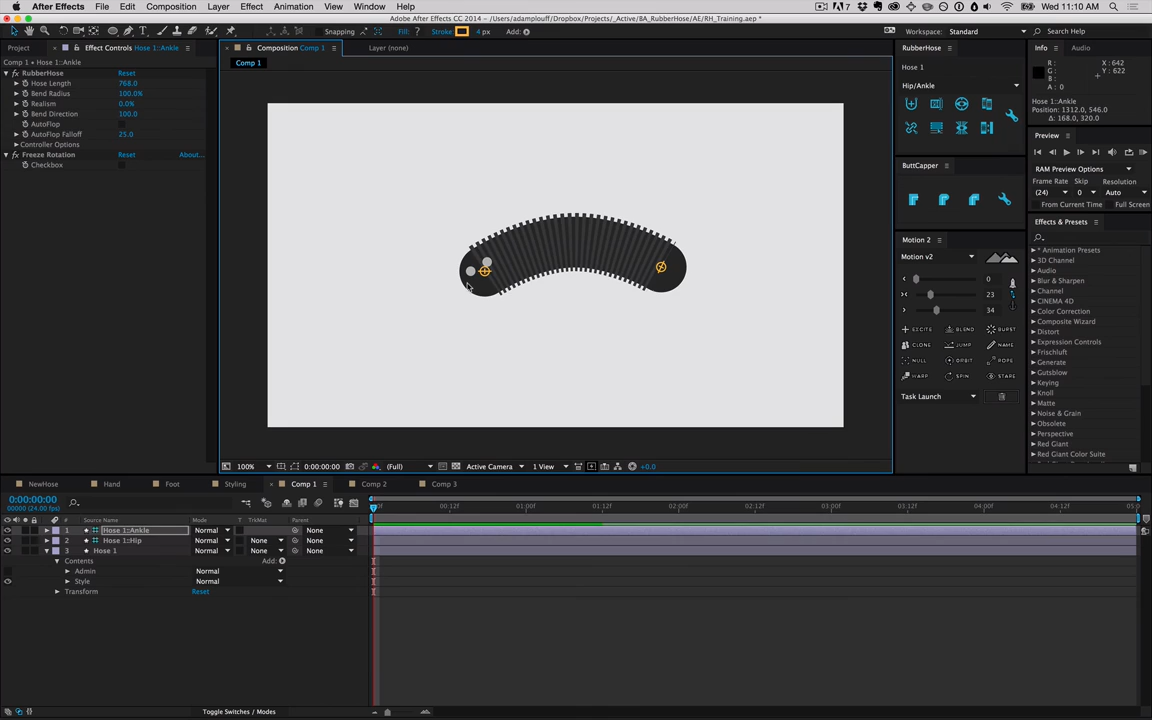 After Effects File Edit Composition Layer Effect Animation View Window Help Wed 11:10 AM
Adobe After Effects CC 2014 - /Users/adamplouff/Dropbox/Projects/_Active/BA_RubberHose/AE/RH_Training.aep *
Snapping Fill: ? Stroke: 4 px Add: Workspace: Standard Search Help
Project Effect Controls Hose 1::Ankle Composition Comp 1 Layer (none) RubberHose Info Audio
Comp 1 • Hose 1::Ankle Comp 1 Hose 1
RubberHose Reset
Hose Length 768.0
Bend Radius 100.0%
Realism 0.0%
Bend Direction 100.0
AutoFlop
AutoFlop Falloff 25.0
Controller Options
Freeze Rotation Reset About...
Checkbox
Hip/Ankle
ButtCapper
Motion 2
Motion v2
0
23
34
EXCITE BLEND BURST
CLONE JUMP NAME
NULL ORBIT ROPE
WARP SPIN STARE
Task Launch
R : X : 642
G : Y : 622
B :
A : 0
Hose 1::Ankle
Position: 1312.0, 546.0
Δ: 168.0, 320.0
Preview
RAM Preview Options
Frame Rate Skip Resolution
(24) 0 Auto
From Current Time Full Screen
Effects & Presets
* Animation Presets
3D Channel
Audio
Blur & Sharpen
Channel
CINEMA 4D
Color Correction
Composite Wizard
Distort
Expression Controls
Frischluft
Generate
Gutsblow
Keying
Knoll
Matte
Noise & Grain
Obsolete
Perspective
Red Giant
Red Giant Color Suite
100% 0:00:00:00 (Full) Active Camera 1 View +0.0
NewHose Hand Foot Styling Comp 1 Comp 2 Comp 3
0:00:00:00
00000 (24.00 fps)
00:12f 01:00f 01:12f 02:00f 02:12f 03:00f 03:12f 04:00f 04:12f
# Source Name Mode T TrkMat Parent
1 Hose 1::Ankle Normal None
2 Hose 1::Hip Normal None None
3 Hose 1 Normal None None
Contents Add:
Admin Normal
Style Normal
Transform Reset
Toggle Switches / Modes